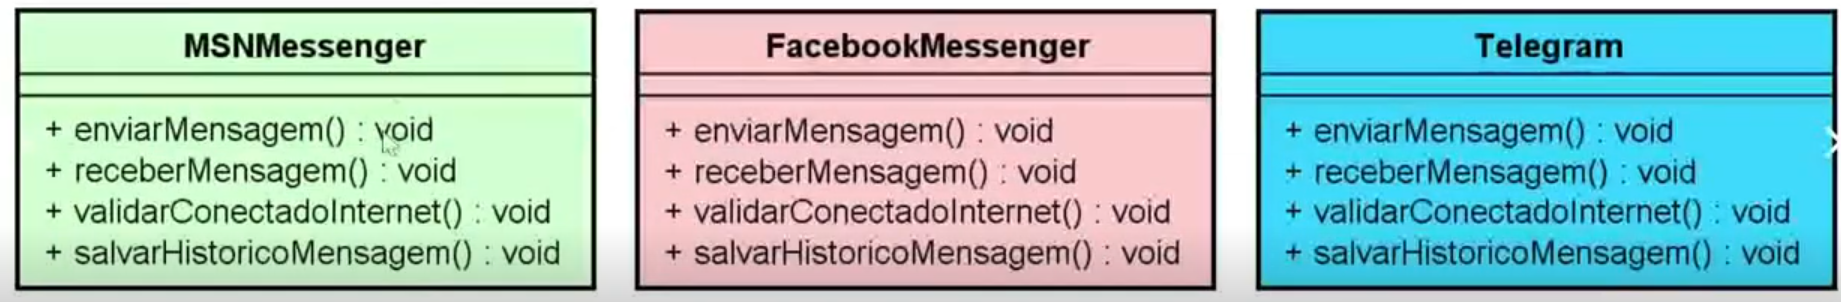 MSNMessenger
+ enviarMensagem() : void
+ receberMensagem() : void
+ validarConectadoInternet() : void
+ salvarHistoricoMensagem() : void
FacebookMessenger
+ enviarMensagem() : void
+ receberMensagem() : void
+ validarConectadoInternet() : void
+ salvarHistoricoMensagem() : void
Telegram
+ enviarMensagem() : void
+ receberMensagem() : void
+ validarConectadoInternet() : void
+ salvarHistoricoMensagem() : void